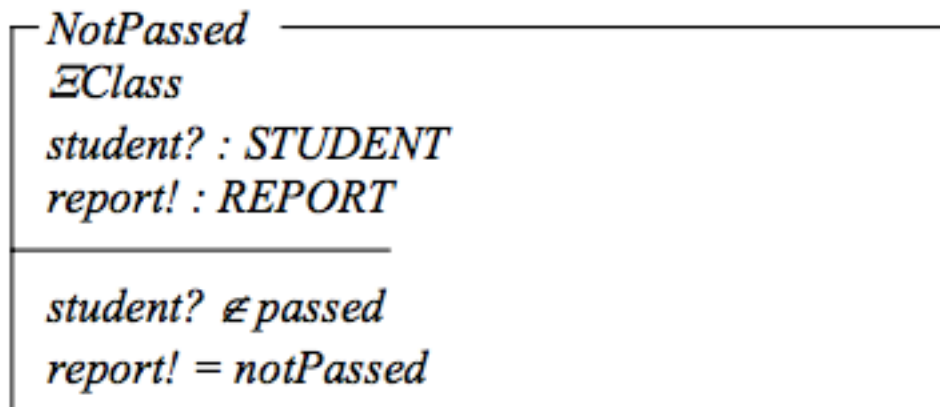 NotPassed
ΞClass
student? : STUDENT
report! : REPORT
student? ∉ passed
report! = notPassed